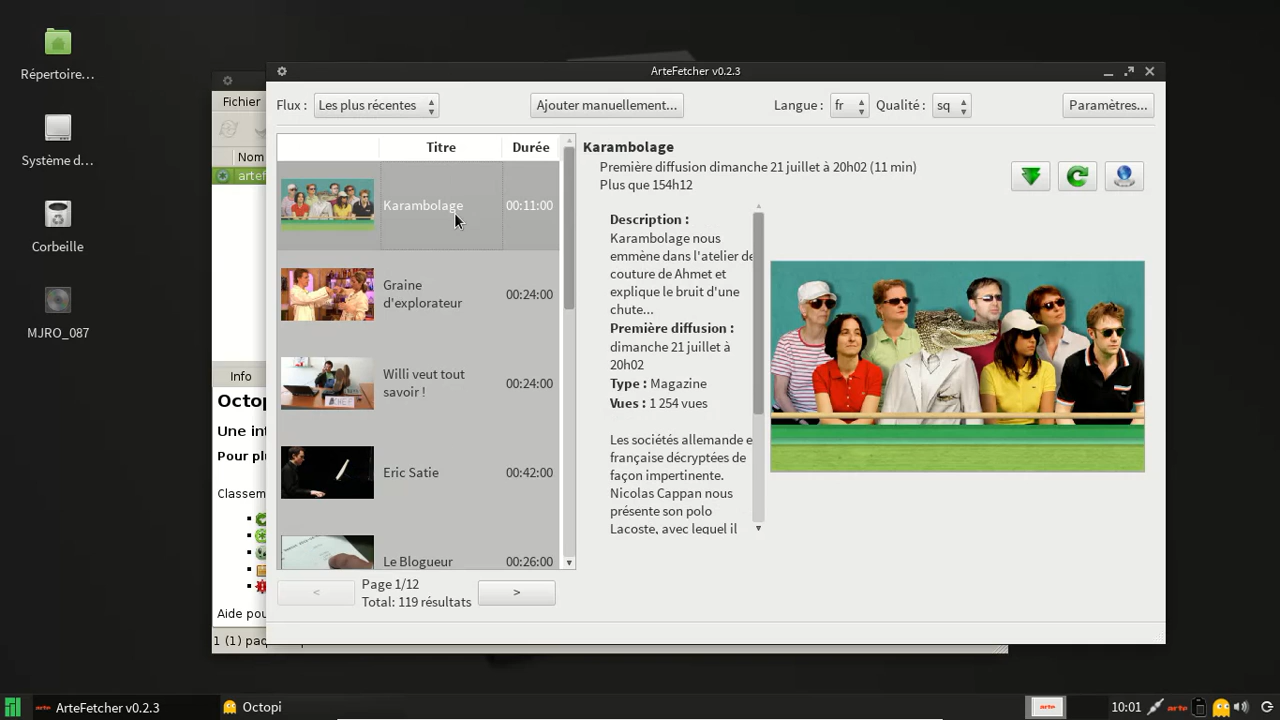 Répertoire...
Système d...
Corbeille
MJRO_087
ArteFetcher v0.2.3
Flux :
Les plus récentes
Ajouter manuellement...
Langue :
fr
Qualité :
sq
Paramètres...
Titre
Durée
Karambolage
00:11:00
Graine
d'explorateur
00:24:00
Willi veut tout
savoir !
00:24:00
Eric Satie
00:42:00
Le Blogueur
00:26:00
<
Page 1/12
Total: 119 résultats
>
Karambolage
Première diffusion dimanche 21 juillet à 20h02 (11 min)
Plus que 154h12
Description :
Karambolage nous
emmène dans l'atelier de
couture de Ahmet et
explique le bruit d'une
chute...
Première diffusion :
dimanche 21 juillet à
20h02
Type : Magazine
Vues : 1 254 vues
Les sociétés allemande e
française décryptées de
façon impertinente.
Nicolas Cappan nous
présente son polo
Lacoste, avec lequel il
Fichier
Nom
artef
Info
Octop
Une int
Pour plu
Classem
Aide pou
1 (1) paq
arte
ArteFetcher v0.2.3
Octopi
arte
10:01
arte